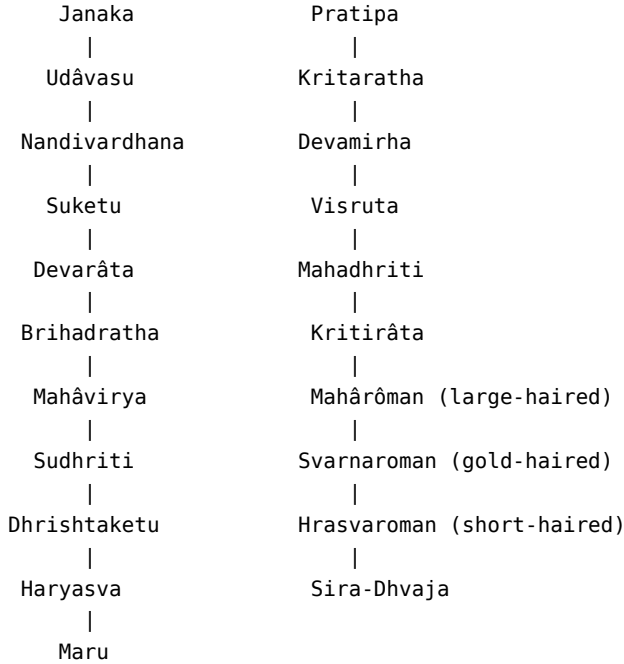 Janaka Pratipa
| |
Udâvasu Kritaratha
| |
Nandivardhana Devamirha
| |
Suketu Visruta
| |
Devarâta Mahadhriti
| |
Brihadratha Kritirâta
| |
Mahâvirya Mahârôman (large-haired)
| |
Sudhriti Svarnaroman (gold-haired)
| |
Dhrishtaketu Hrasvaroman (short-haired)
| |
Haryasva Sira-Dhvaja
|
Maru